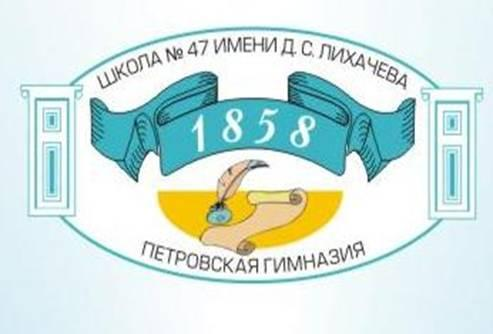 ШКОЛА № 47 ИМЕНИ Д. С. ЛИХАЧЕВА
1858
ПЕТРОВСКАЯ ГИМНАЗИЯ